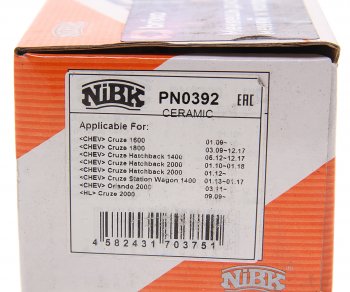 NiBK PN0392 EAC
CERAMIC
Applicable For:
<CHEV> Cruze 1600 01.09~
<CHEV> Cruze 1800 03.09~12.17
<CHEV> Cruze Hatchback 1400 06.12~12.17
<CHEV> Cruze Hatchback 2000 01.10~01.18
<CHEV> Cruze Hatchback 2000 01.12~
<CHEV> Cruze Station Wagon 1400 01.13~01.17
<CHEV> Orlando 2000 03.11~
<HL> Cruze 2000 09.09~
4 582431 703751
NiBK